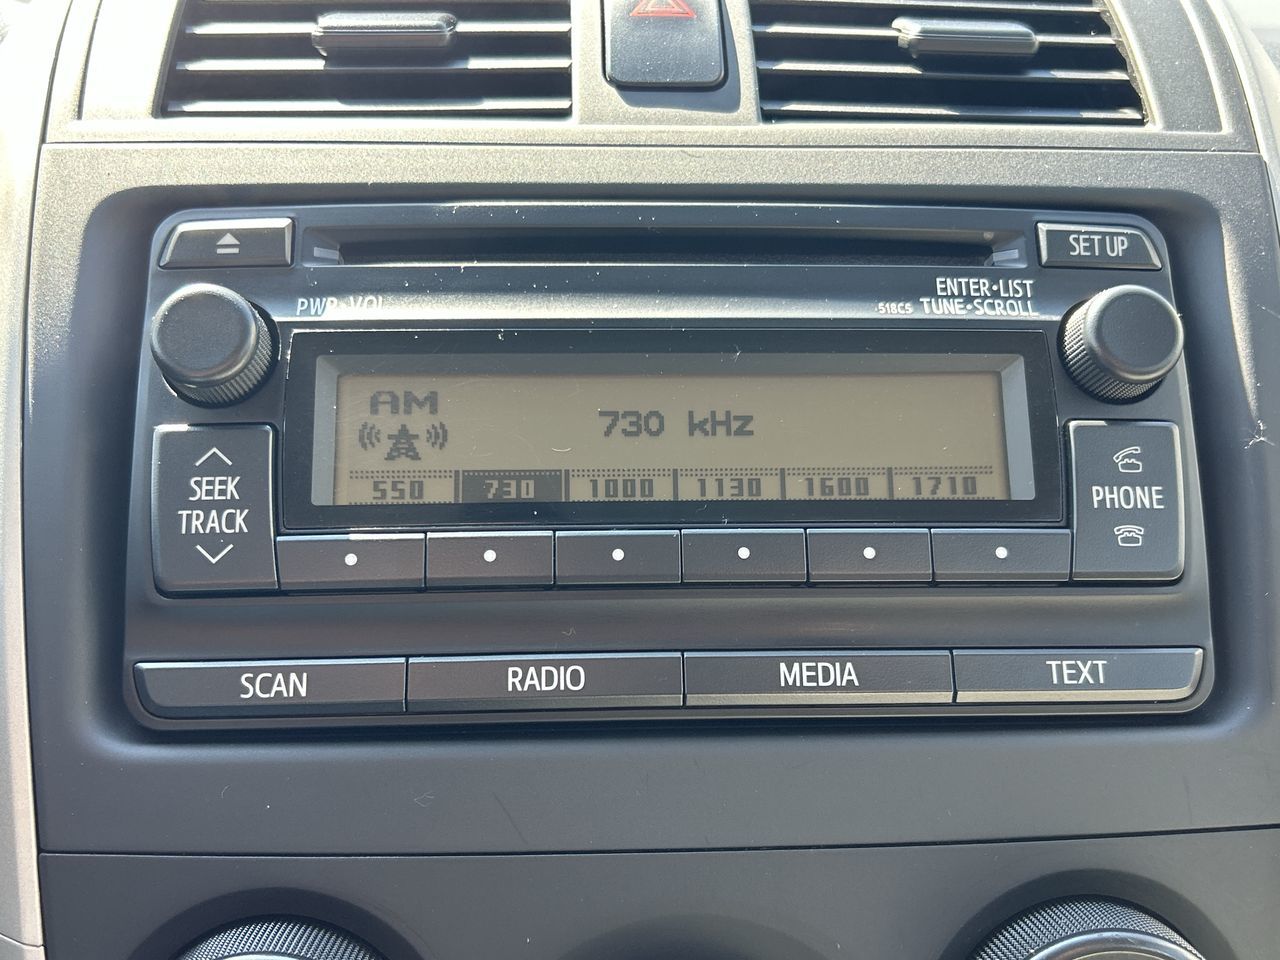 SET UP
PWR•VOL
ENTER•LIST
518C5 TUNE•SCROLL
AM
730 kHz
550 730 1000 1130 1600 1710
SEEK
TRACK
PHONE
SCAN RADIO MEDIA TEXT